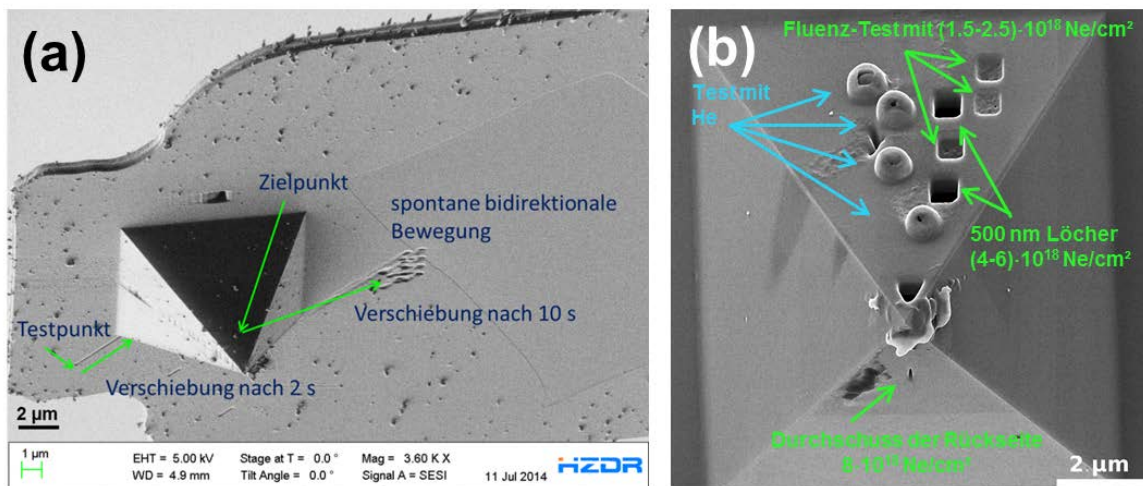 (a)
Zielpunkt
spontane bidirektionale
Bewegung
Verschiebung nach 10 s
Testpunkt
Verschiebung nach 2 s
2 µm
1 µm
EHT = 5.00 kV
Stage at T = 0.0 °
Mag = 3.60 K X
WD = 4.9 mm
Tilt Angle = 0.0 °
Signal A = SESI
11 Jul 2014
HZDR
(b)
Fluenz-Test mit (1.5-2.5)·10¹⁸ Ne/cm²
Test mit
He
500 nm Löcher
(4-6)·10¹⁸ Ne/cm²
Durchschuss der Rückseite
Ne/cm²
2 µm